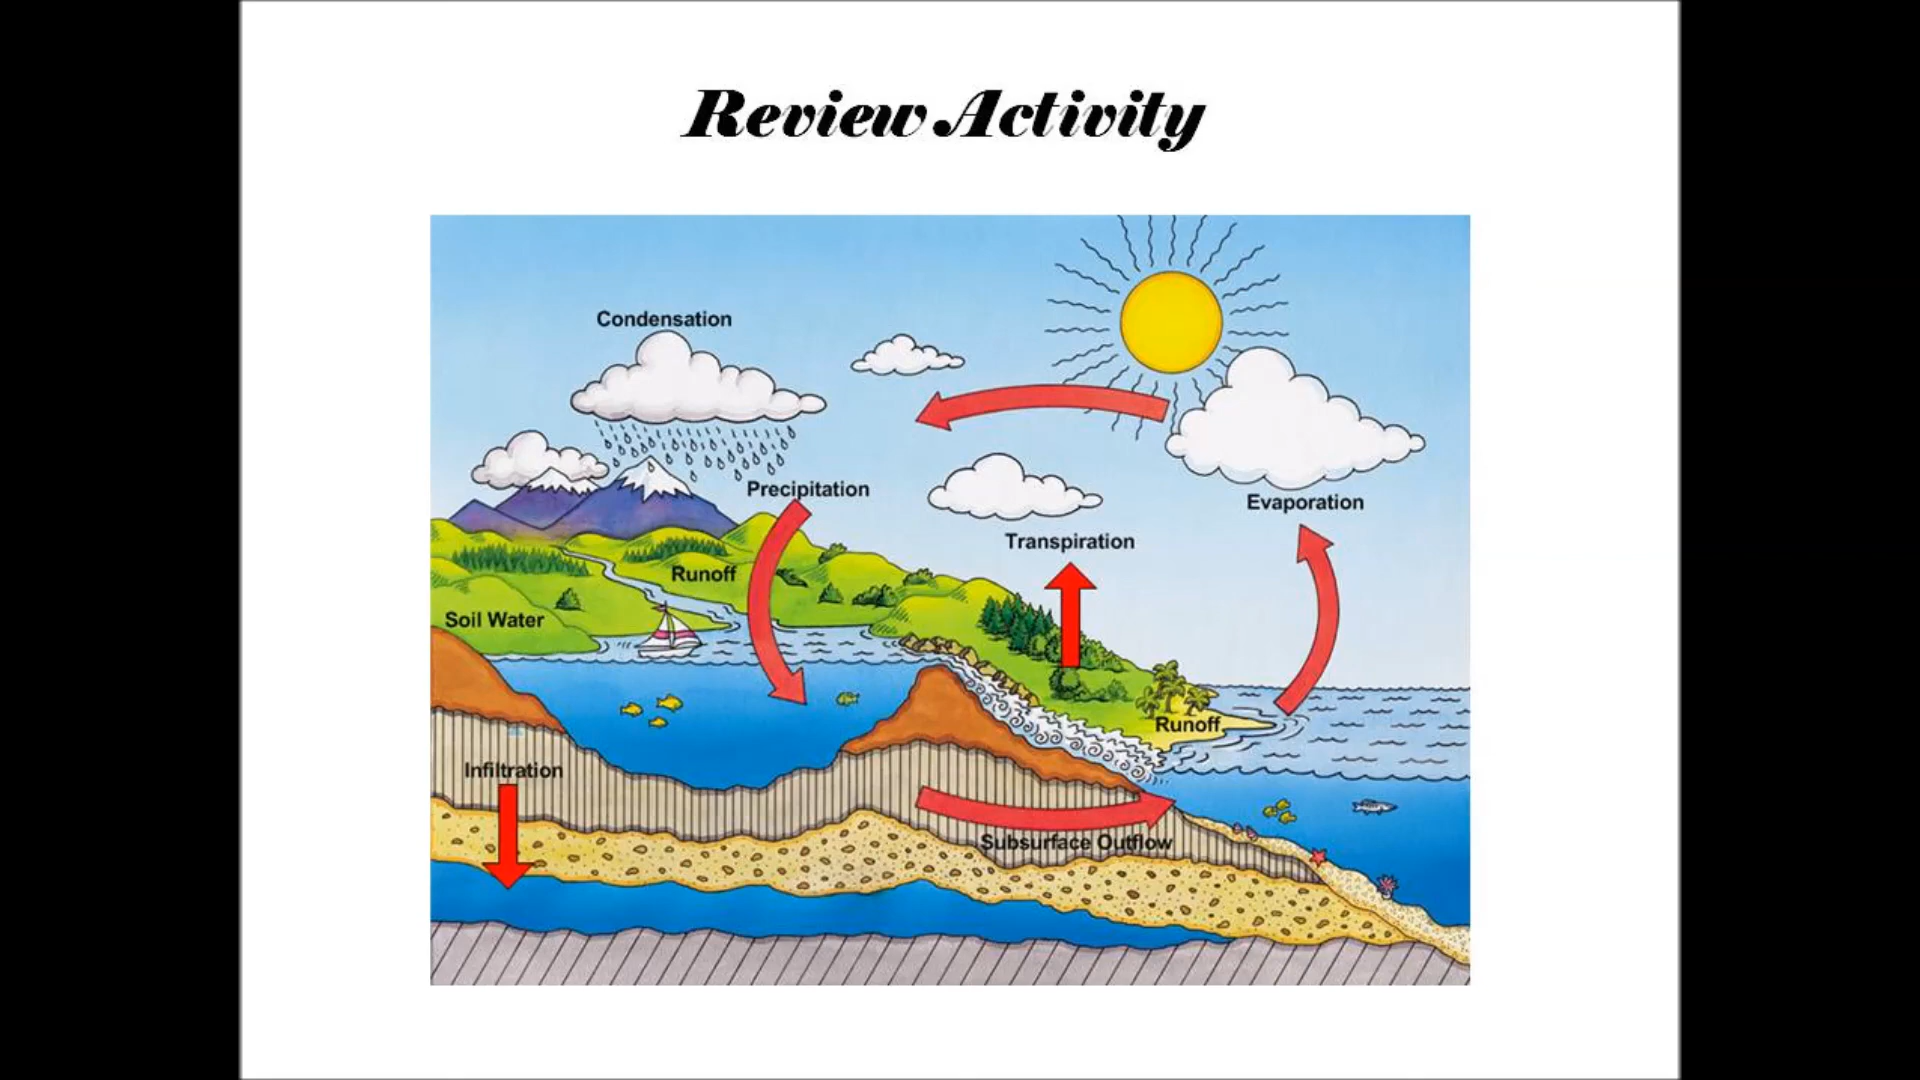 Review Activity
Condensation
Precipitation
Evaporation
Transpiration
Runoff
Soil Water
Runoff
Infiltration
Subsurface Outflow